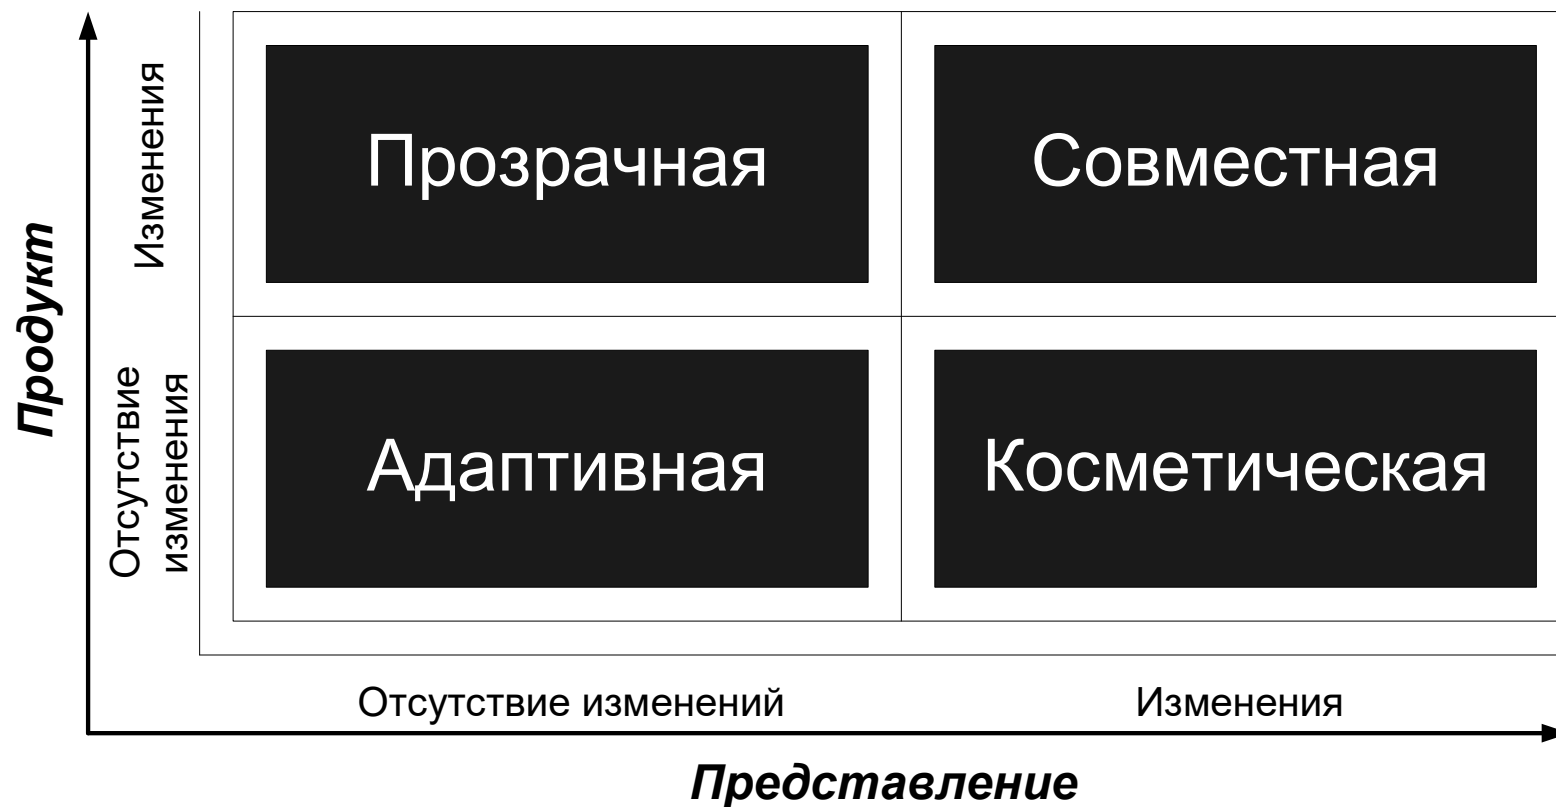 Продукт
Изменения
Прозрачная
Совместная
Отсутствие
изменения
Адаптивная
Косметическая
Отсутствие изменений
Изменения
Представление